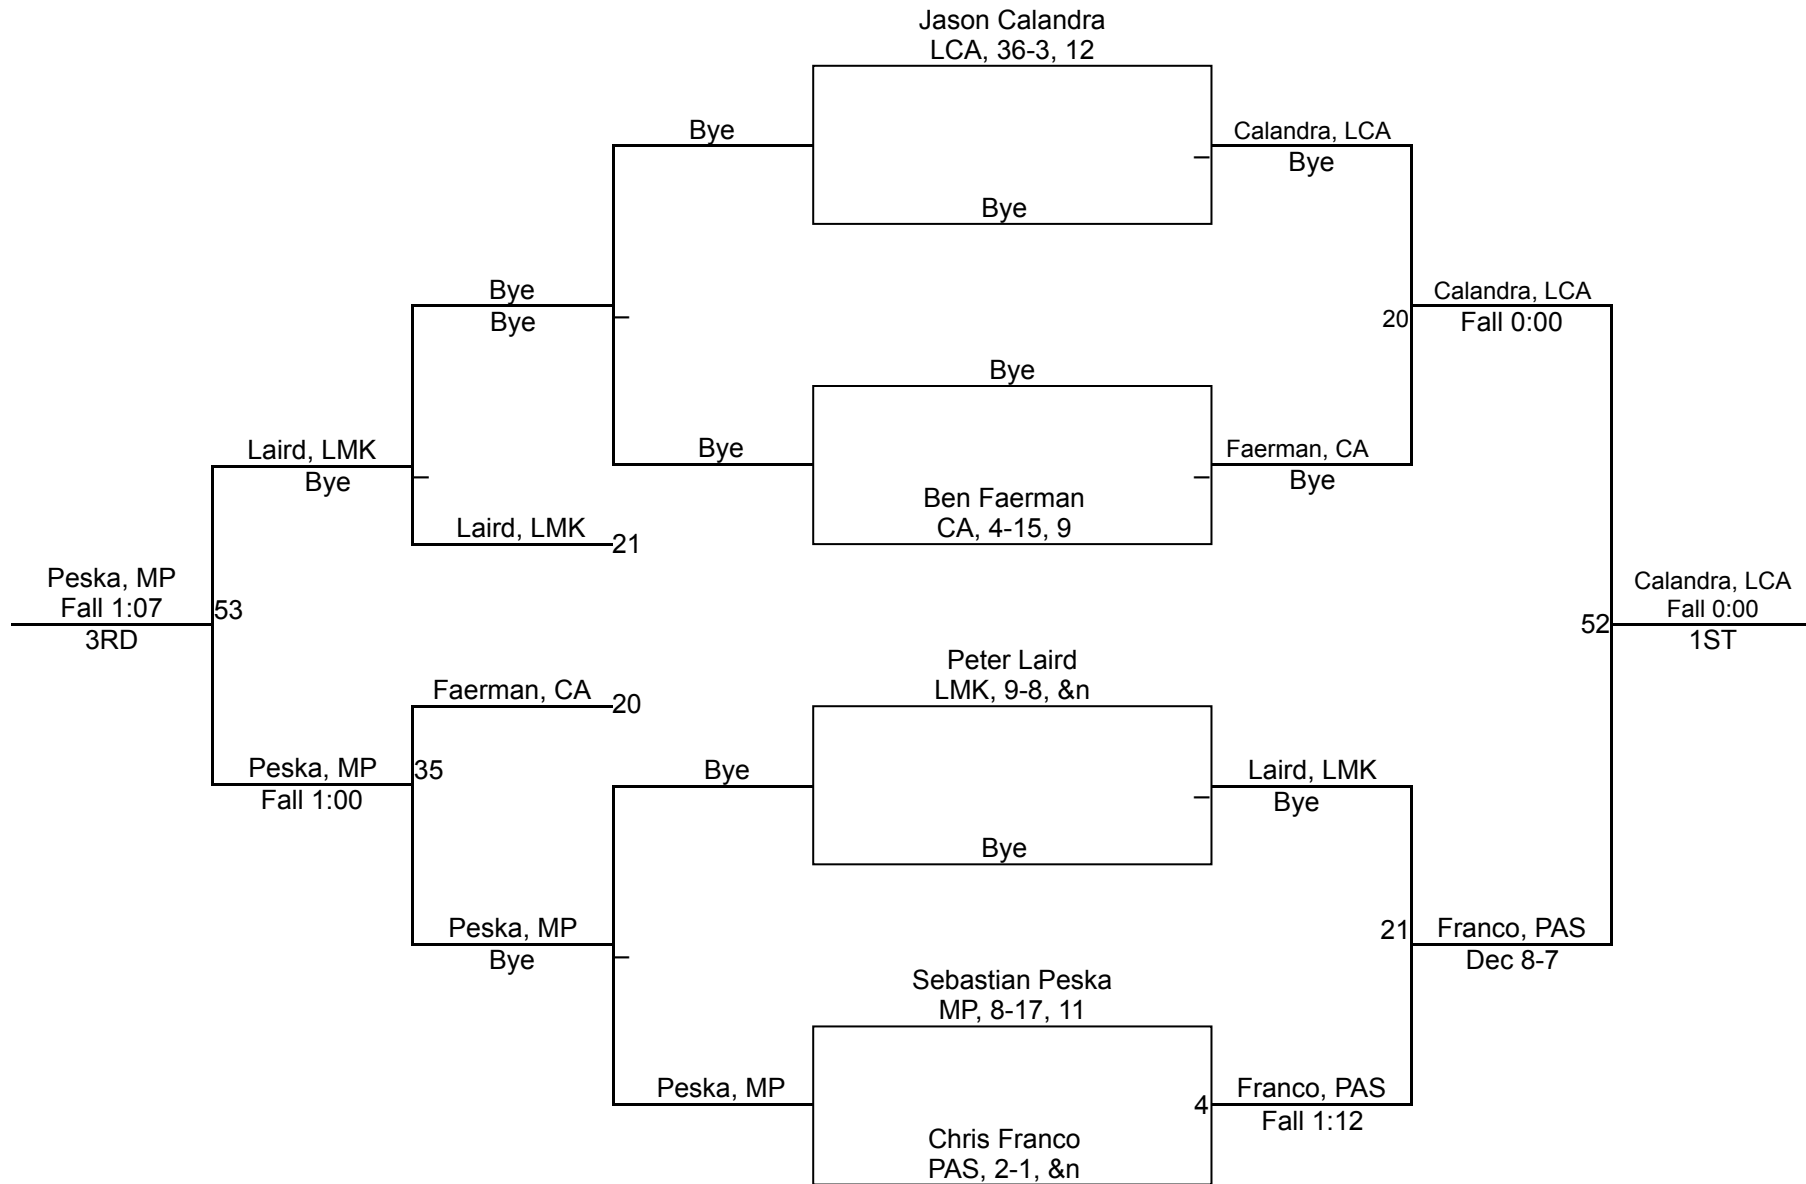 Jason Calandra
LCA, 36-3, 12
Bye
Calandra, LCA
Bye
Bye
Bye
Bye
Calandra, LCA
20
Fall 0:00
Bye
Laird, LMK
Bye
Bye
Faerman, CA
Bye
Ben Faerman
CA, 4-15, 9
Laird, LMK
21
Peska, MP
Fall 1:07
53
3RD
Calandra, LCA
Fall 0:00
52
1ST
Peter Laird
LMK, 9-8, &n
Faerman, CA
20
Peska, MP
35
Fall 1:00
Bye
Laird, LMK
Bye
Bye
Peska, MP
Bye
21
Franco, PAS
Dec 8-7
Sebastian Peska
MP, 8-17, 11
Peska, MP
4
Franco, PAS
Fall 1:12
Chris Franco
PAS, 2-1, &n